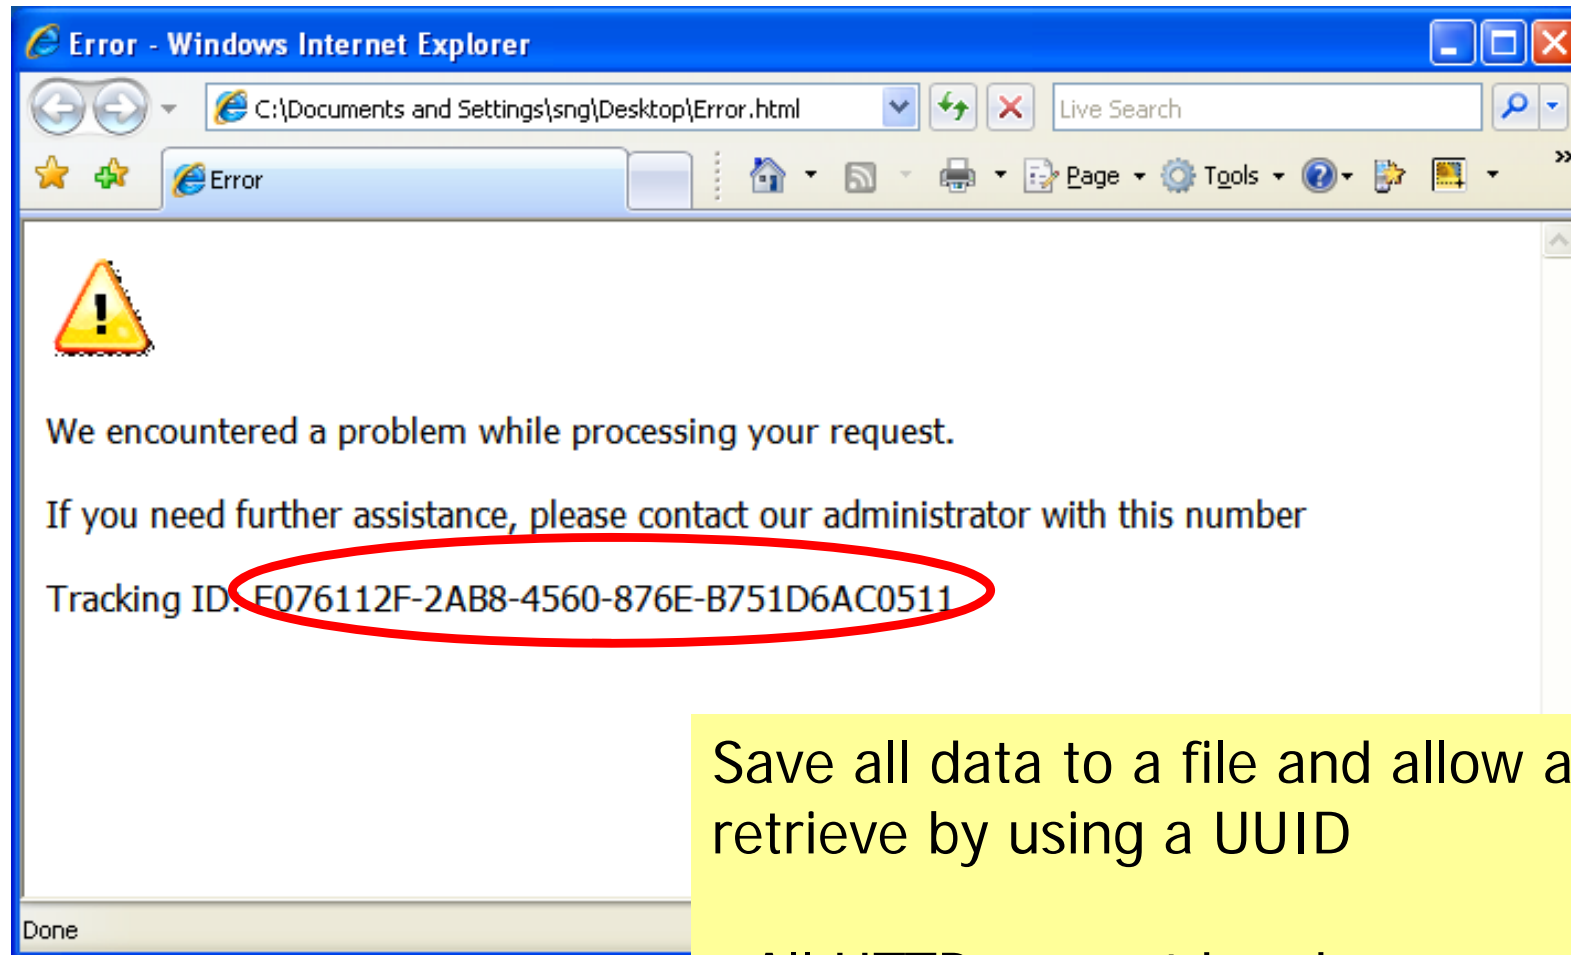 Error - Windows Internet Explorer
C:\Documents and Settings\sng\Desktop\Error.html
Live Search
Error
Page
Tools
We encountered a problem while processing your request.
If you need further assistance, please contact our administrator with this number
Tracking ID: F076112F-2AB8-4560-876E-B751D6AC0511
Save all data to a file and allow a
retrieve by using a UUID
Done
All HTTP